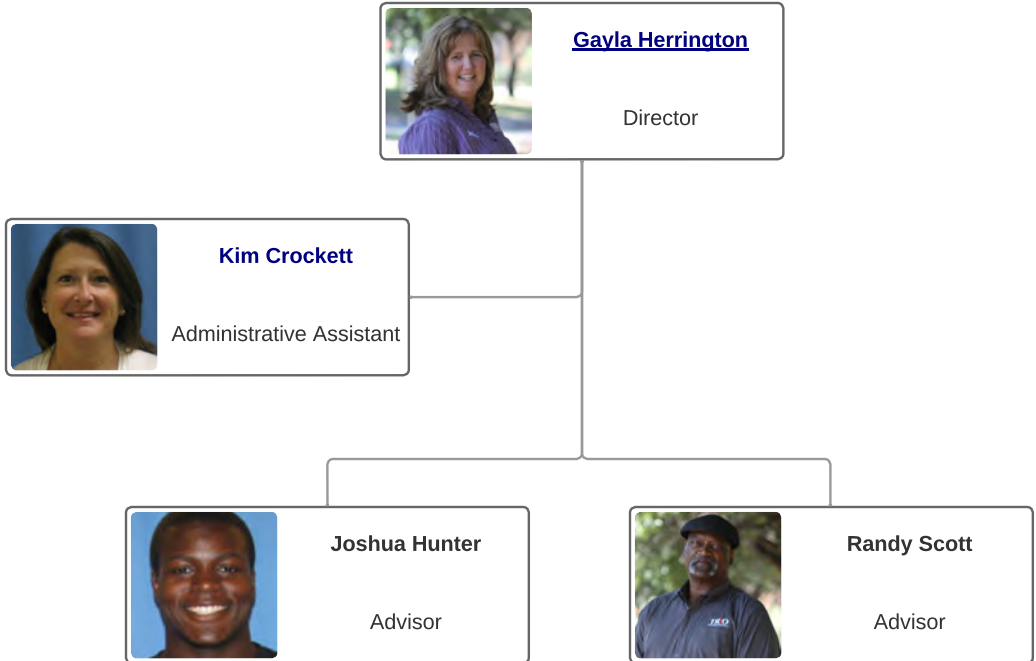 Gayla Herrington
Director
Kim Crockett
Administrative Assistant
Joshua Hunter
Advisor
Randy Scott
Advisor